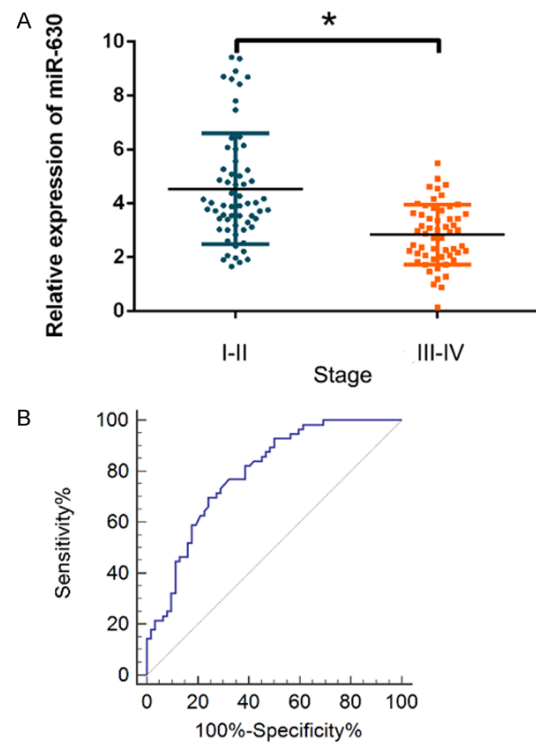 A
*
Relative expression of miR-630
10
8
6
4
2
0
I-II
III-IV
Stage
B
Sensitivity%
100
80
60
40
20
0
0 20 40 60 80 100
100%-Specificity%